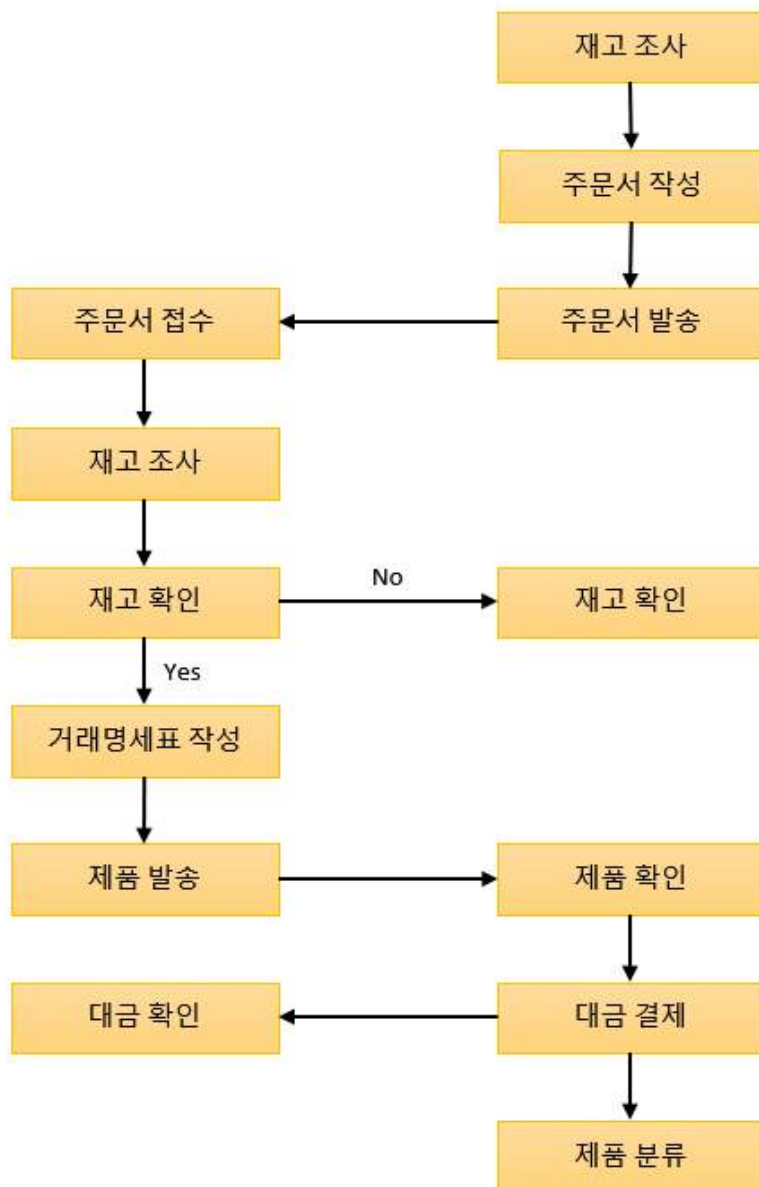 재고 조사
주문서 작성
주문서 접수
주문서 발송
재고 조사
재고 확인
No
재고 확인
Yes
거래명세표 작성
제품 발송
제품 확인
대금 확인
대금 결제
제품 분류